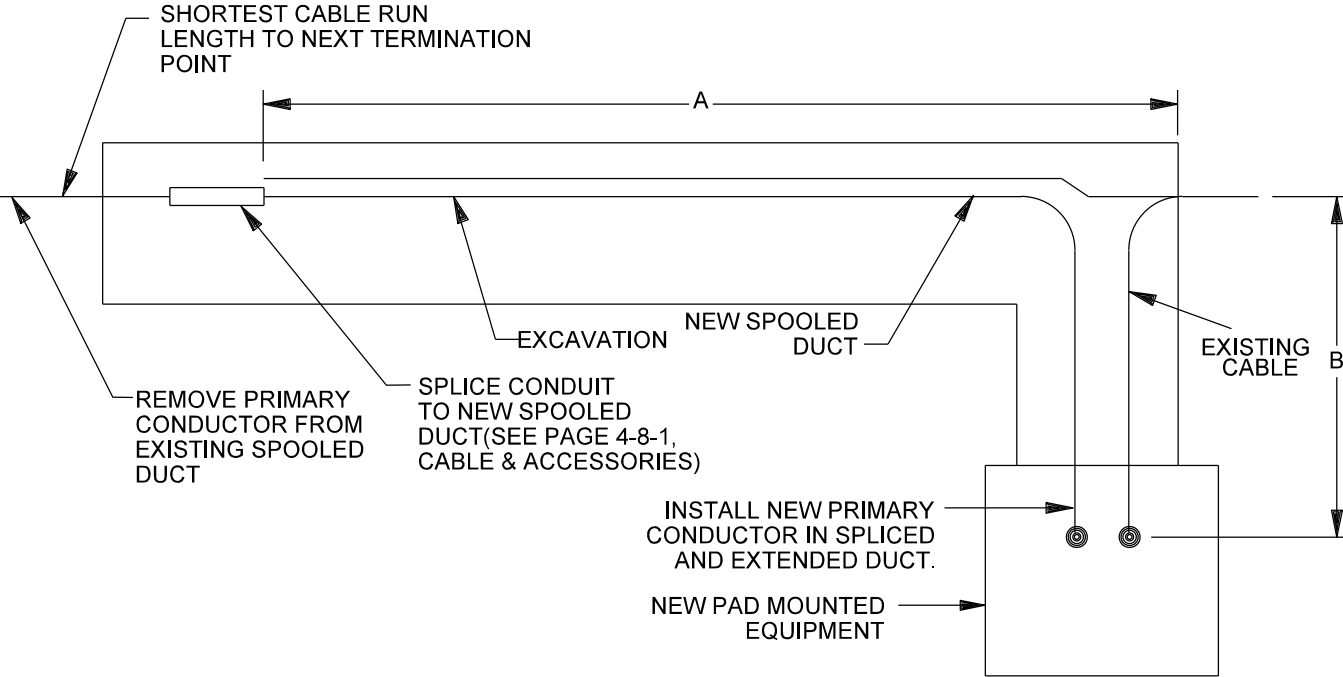 SHORTEST CABLE RUN
LENGTH TO NEXT TERMINATION
POINT
A
EXCAVATION
NEW SPOOLED
DUCT
EXISTING
CABLE
B
REMOVE PRIMARY
CONDUCTOR FROM
EXISTING SPOOLED
DUCT
SPLICE CONDUIT
TO NEW SPOOLED
DUCT(SEE PAGE 4-8-1,
CABLE & ACCESSORIES)
INSTALL NEW PRIMARY
CONDUCTOR IN SPLICED
AND EXTENDED DUCT.
NEW PAD MOUNTED
EQUIPMENT